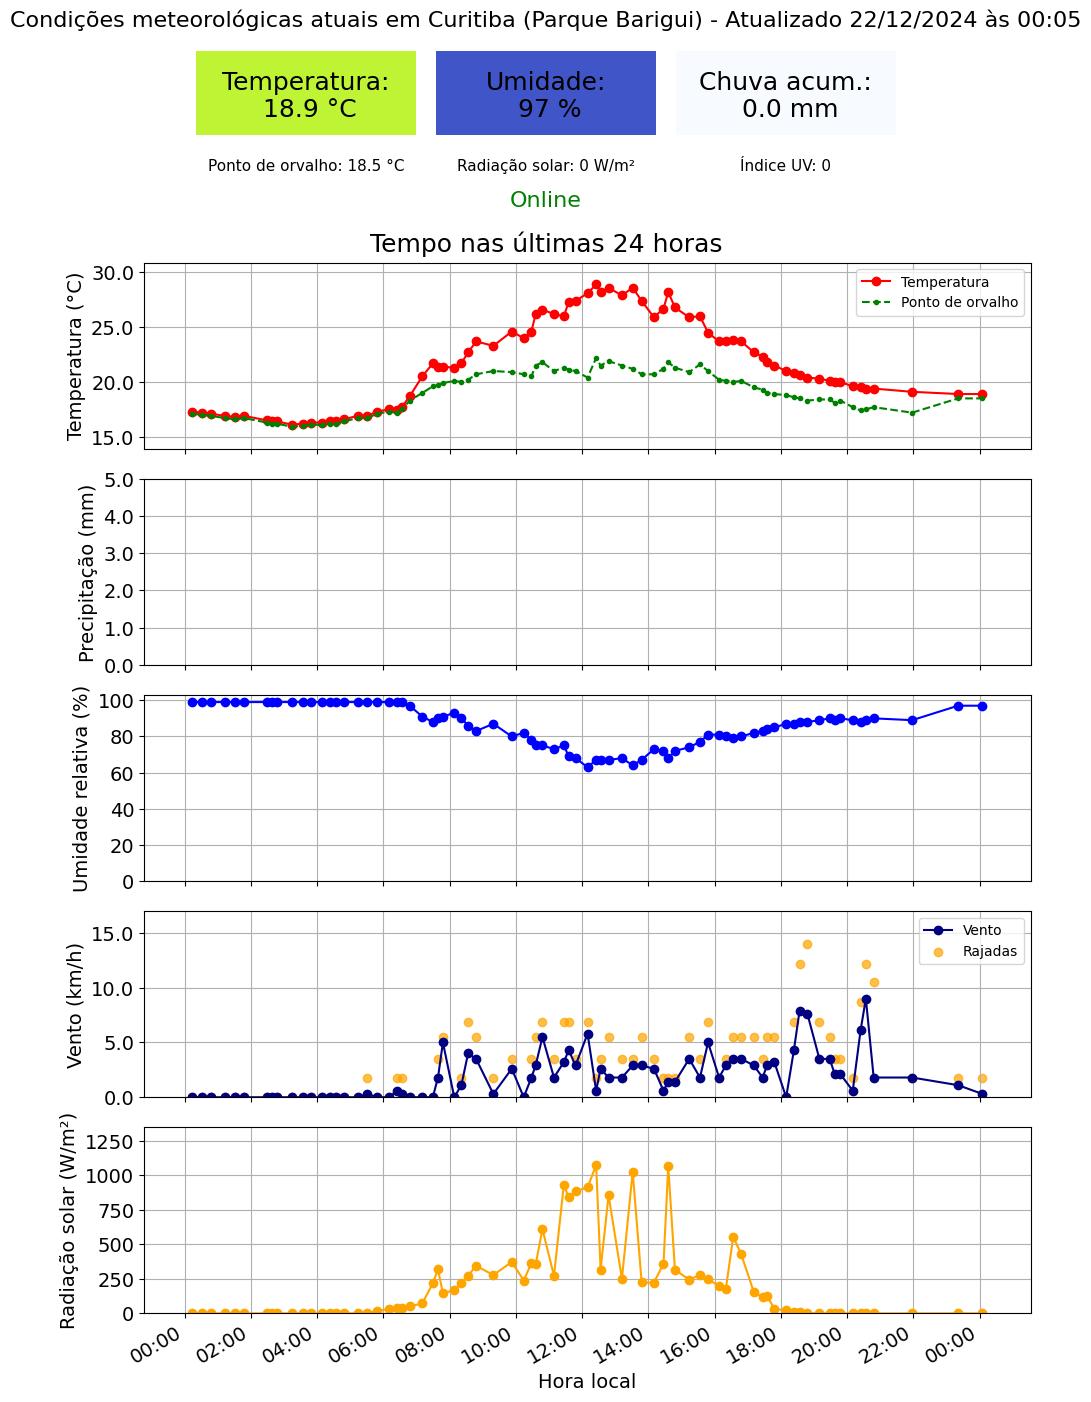 Condições meteorológicas atuais em Curitiba (Parque Barigui) - Atualizado 22/12/2024 às 00:05
Temperatura:
18.9 °C
Umidade:
97 %
Chuva acum.:
0.0 mm
Ponto de orvalho: 18.5 °C
Radiação solar: 0 W/m²
Índice UV: 0
Online
Tempo nas últimas 24 horas
Temperatura (°C)
30.0
25.0
20.0
15.0
Temperatura
Ponto de orvalho
Precipitação (mm)
5.0
4.0
3.0
2.0
1.0
0.0
Umidade relativa (%)
100
80
60
40
20
0
Vento (km/h)
15.0
10.0
5.0
0.0
Vento
Rajadas
Radiação solar (W/m²)
1250
1000
750
500
250
0
00:00
02:00
04:00
06:00
08:00
10:00
12:00
14:00
16:00
18:00
20:00
22:00
00:00
Hora local